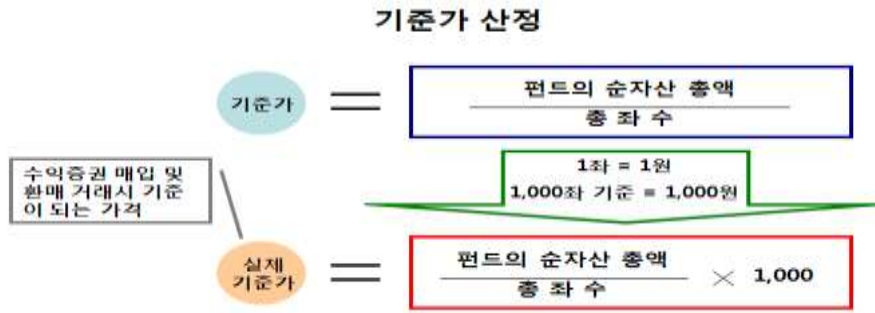 기준가 산정
기준가
펀드의 순자산 총액
총 좌 수
수익증권 매입 및
환매 거래시 기준
이 되는 가격
1좌 = 1원
1,000좌 기준 = 1,000원
실제
기준가
펀드의 순자산 총액
총 좌 수
× 1,000